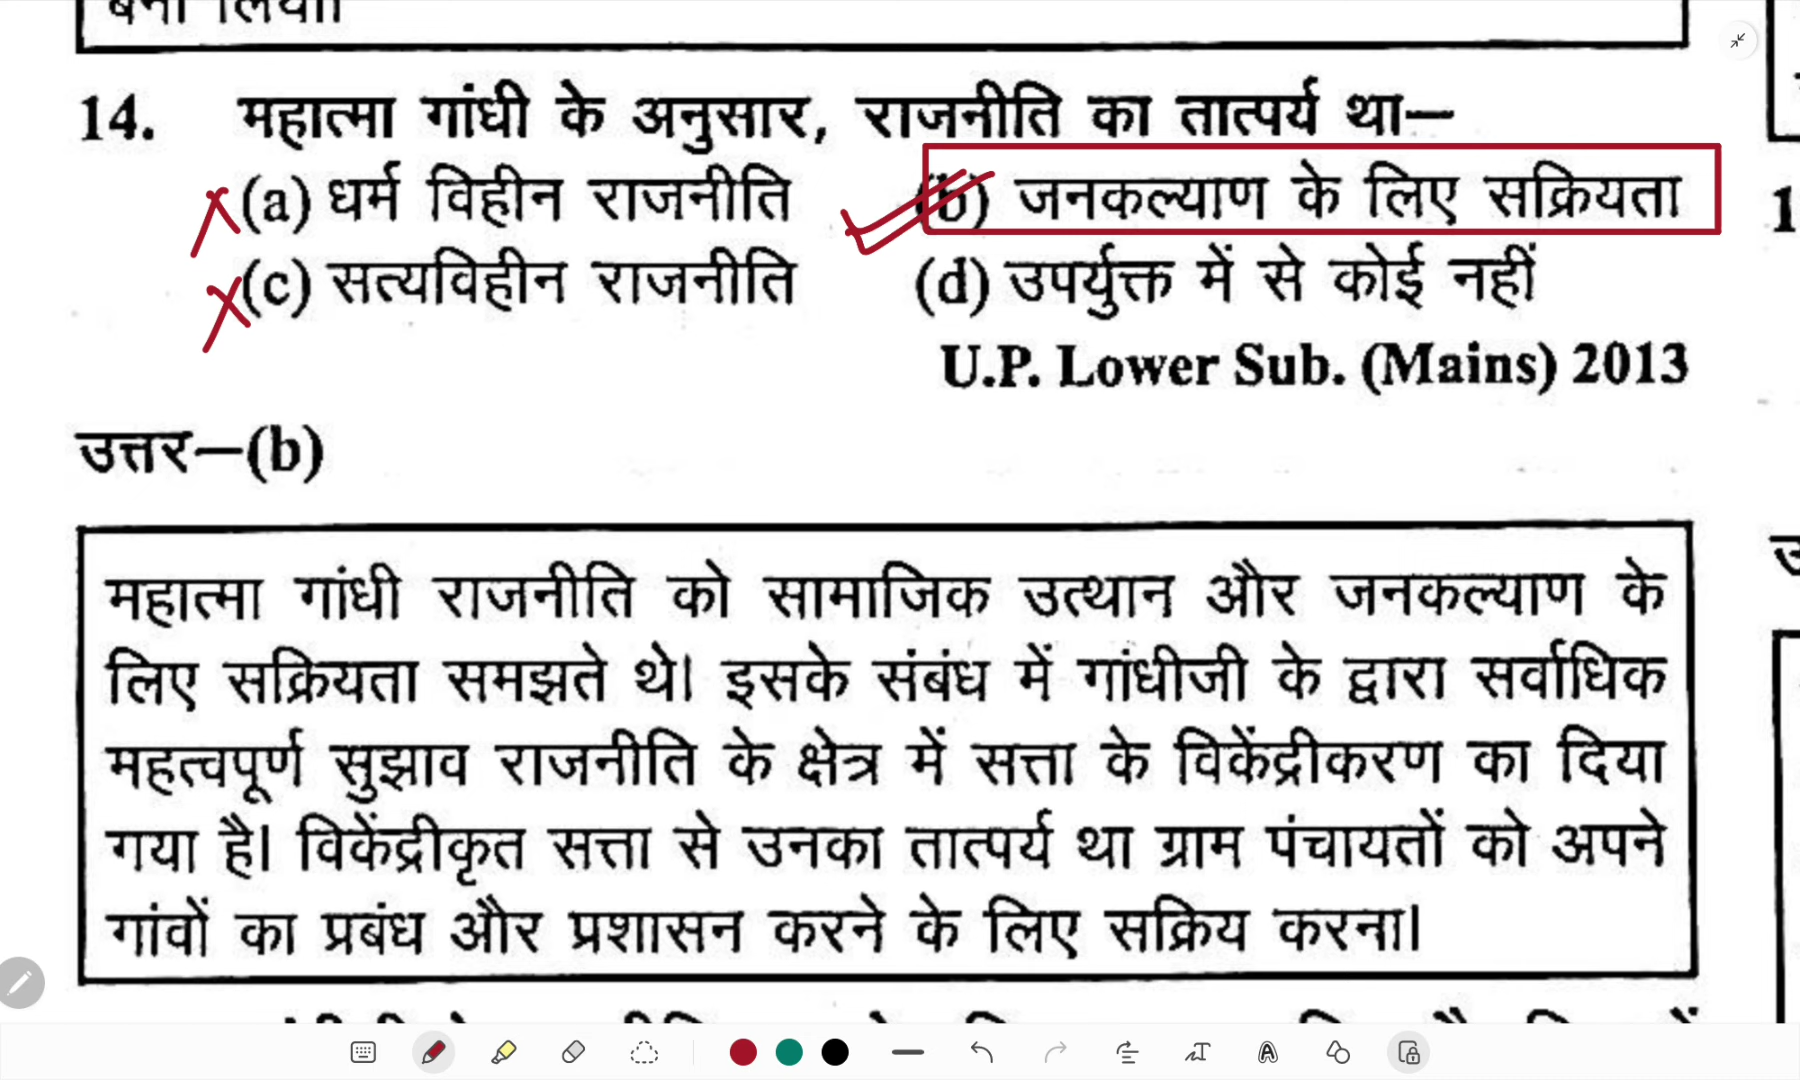 14. महात्मा गांधी के अनुसार, राजनीति का तात्पर्य था—
(a) धर्म विहीन राजनीति (b) जनकल्याण के लिए सक्रियता
(c) सत्यविहीन राजनीति (d) उपर्युक्त में से कोई नहीं
U.P. Lower Sub. (Mains) 2013
उत्तर—(b)
महात्मा गांधी राजनीति को सामाजिक उत्थान और जनकल्याण के
लिए सक्रियता समझते थे। इसके संबंध में गांधीजी के द्वारा सर्वाधिक
महत्वपूर्ण सुझाव राजनीति के क्षेत्र में सत्ता के विकेंद्रीकरण का दिया
गया है। विकेंद्रीकृत सत्ता से उनका तात्पर्य था ग्राम पंचायतों को अपने
गांवों का प्रबंध और प्रशासन करने के लिए सक्रिय करना।